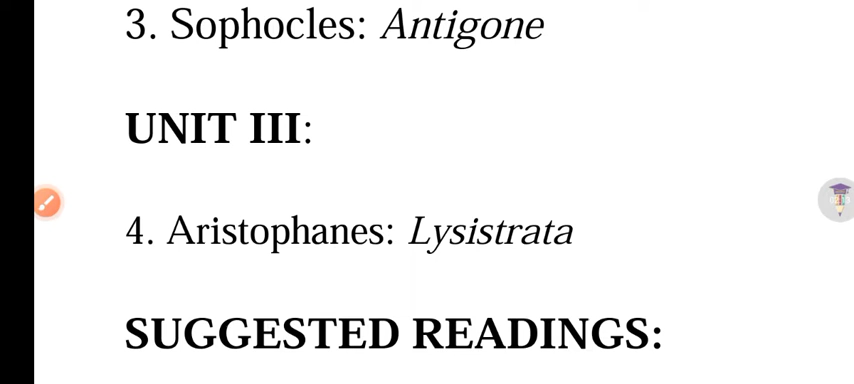 3. Sophocles: Antigone
UNIT III:
4. Aristophanes: Lysistrata
SUGGESTED READINGS: